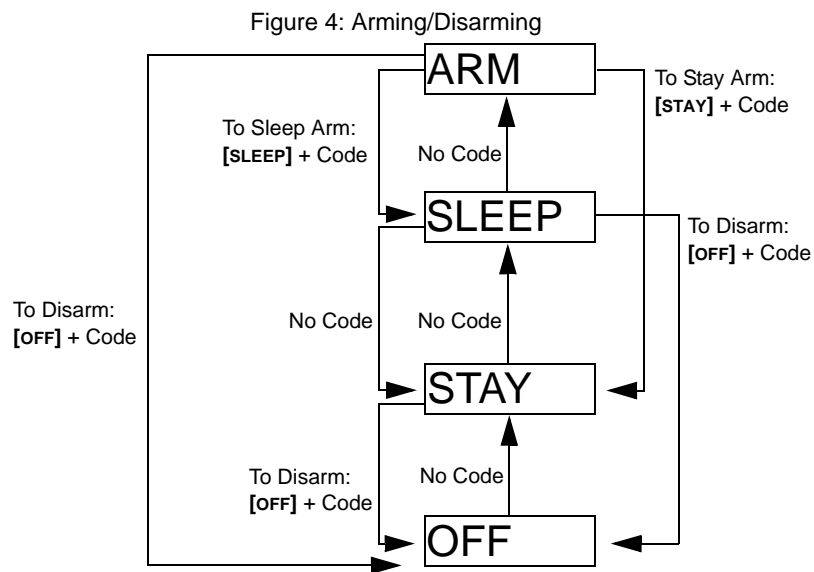 Figure 4: Arming/Disarming
ARM
To Stay Arm:
[STAY] + Code
To Sleep Arm:
[SLEEP] + Code
No Code
SLEEP
To Disarm:
[OFF] + Code
To Disarm:
[OFF] + Code
No Code
No Code
STAY
To Disarm:
[OFF] + Code
No Code
OFF